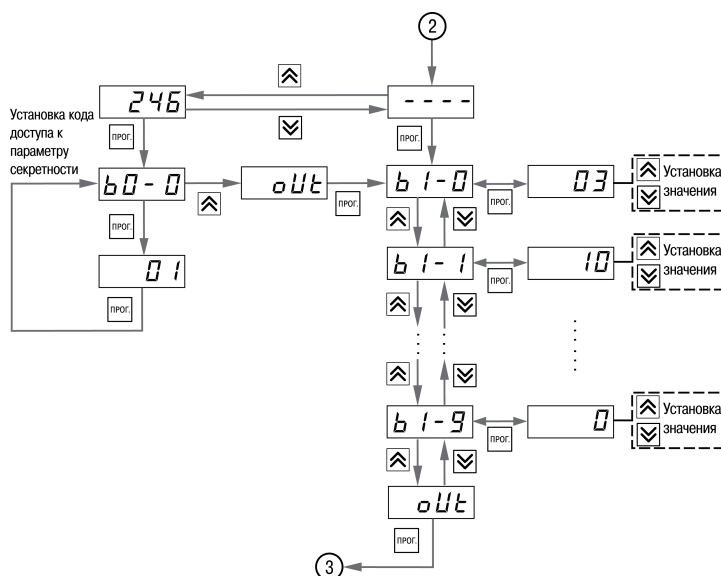 2
246
- - - -
Установка кода
доступа к
параметру
секретности
ПРОГ.
ПРОГ.
b0-0
oUt
b1-0
03
Установка
значения
ПРОГ.
ПРОГ.
ПРОГ.
01
b1-1
10
Установка
значения
ПРОГ.
ПРОГ.
b1-9
0
Установка
значения
ПРОГ.
oUt
ПРОГ.
3